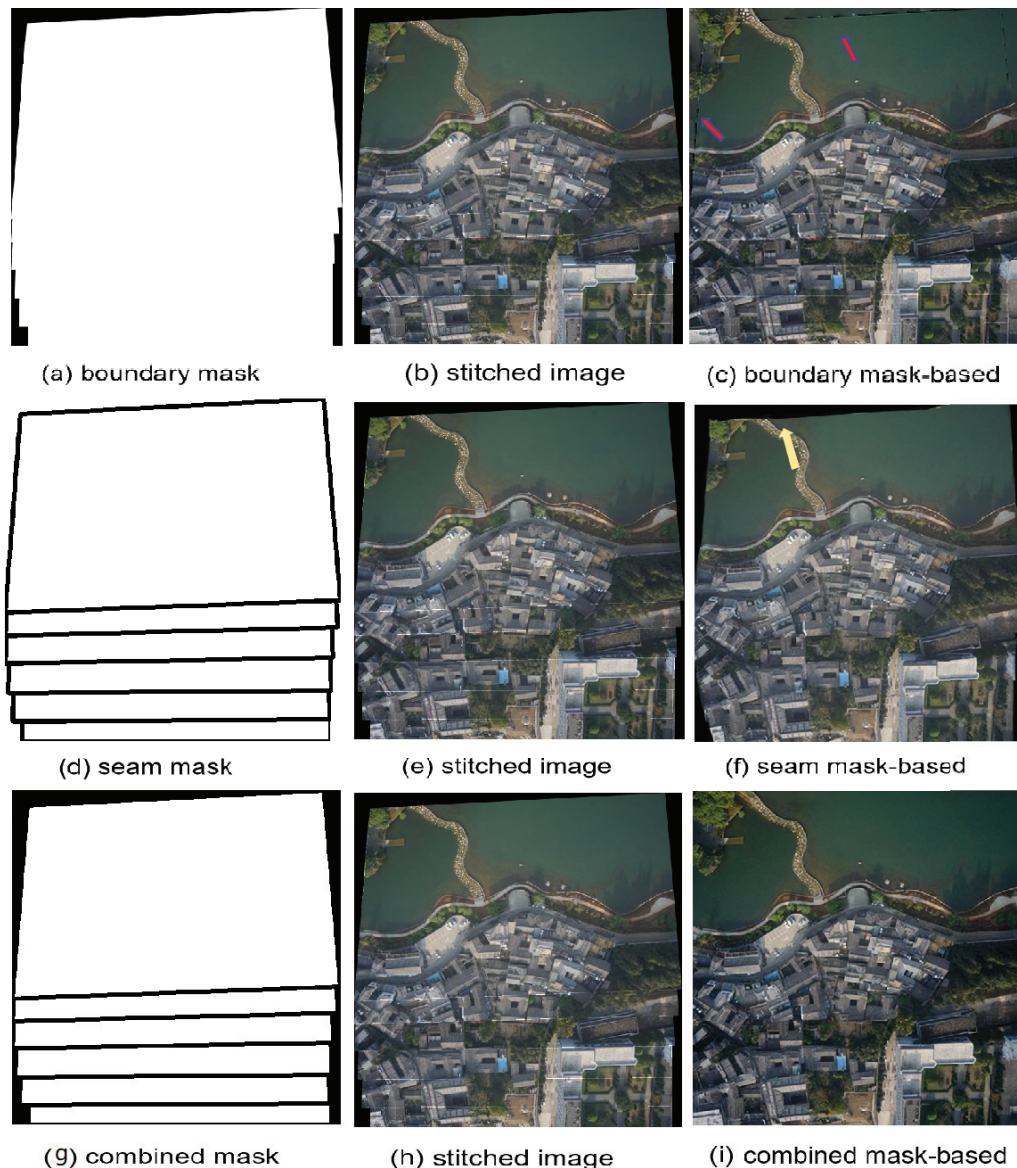 (a) boundary mask
(b) stitched image
(c) boundary mask-based
(d) seam mask
(e) stitched image
(f) seam mask-based
(g) combined mask
(h) stitched image
(i) combined mask-based